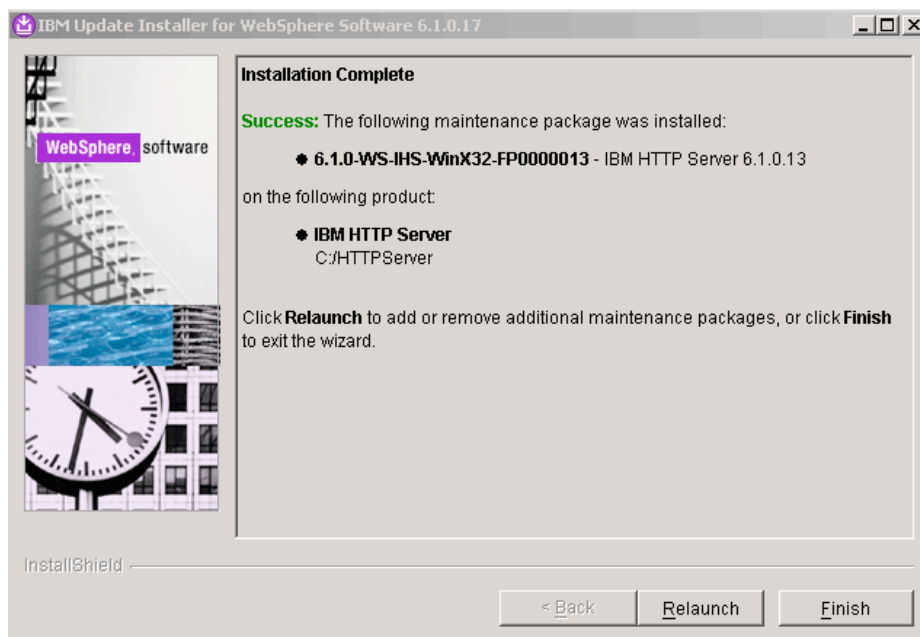 IBM Update Installer for WebSphere Software 6.1.0.17
WebSphere. software
Installation Complete
Success: The following maintenance package was installed:
6.1.0-WS-IHS-WinX32-FP0000013 - IBM HTTP Server 6.1.0.13
on the following product:
IBM HTTP Server
C:/HTTPServer
Click Relaunch to add or remove additional maintenance packages, or click Finish
to exit the wizard.
InstallShield
< Back
Relaunch
Finish